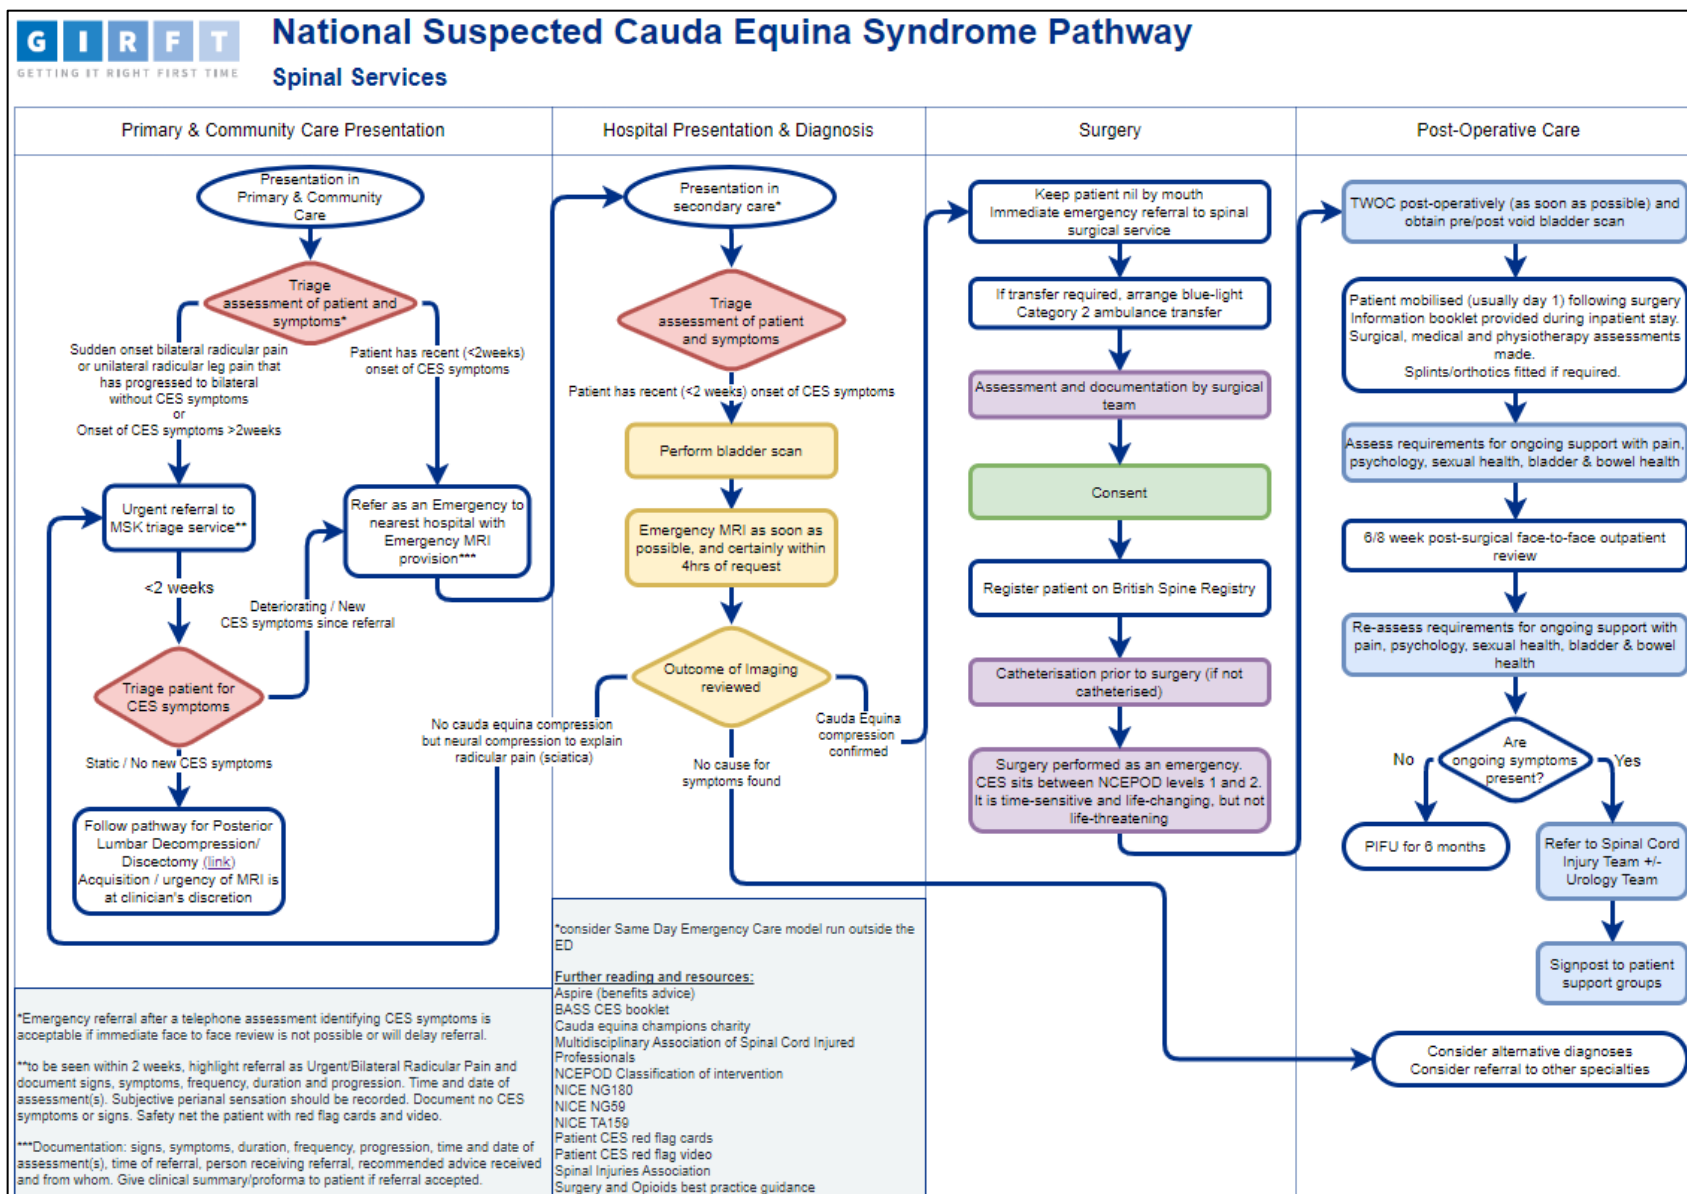 G I R F T
GETTING IT RIGHT FIRST TIME
National Suspected Cauda Equina Syndrome Pathway
Spinal Services
Primary & Community Care Presentation
Presentation in
Primary & Community
Care
Triage
assessment of patient and
symptoms*
Sudden onset bilateral radicular pain
or unilateral radicular leg pain that
has progressed to bilateral
without CES symptoms
or
Onset of CES symptoms >2weeks
Patient has recent (<2weeks)
onset of CES symptoms
Urgent referral to
MSK triage service**
Refer as an Emergency to
nearest hospital with
Emergency MRI
provision***
<2 weeks
Deteriorating / New
CES symptoms since referral
Triage patient for
CES symptoms
Static / No new CES symptoms
Follow pathway for Posterior
Lumbar Decompression/
Discectomy (link)
Acquisition / urgency of MRI is
at clinician's discretion
*Emergency referral after a telephone assessment identifying CES symptoms is
acceptable if immediate face to face review is not possible or will delay referral.
**to be seen within 2 weeks, highlight referral as Urgent/Bilateral Radicular Pain and
document signs, symptoms, frequency, duration and progression. Time and date of
assessment(s). Subjective perianal sensation should be recorded. Document no CES
symptoms or signs. Safety net the patient with red flag cards and video.
***Documentation: signs, symptoms, duration, frequency, progression, time and date of
assessment(s), time of referral, person receiving referral, recommended advice received
and from whom. Give clinical summary/proforma to patient if referral accepted.
Hospital Presentation & Diagnosis
Presentation in
secondary care*
Triage
assessment of patient
and symptoms
Patient has recent (<2 weeks) onset of CES symptoms
Perform bladder scan
Emergency MRI as soon as
possible, and certainly within
4hrs of request
Outcome of Imaging
reviewed
No cauda equina compression
but neural compression to explain
radicular pain (sciatica)
No cause for
symptoms found
Cauda Equina
compression
confirmed
*consider Same Day Emergency Care model run outside the
ED
Further reading and resources:
Aspire (benefits advice)
BASS CES booklet
Cauda equina champions charity
Multidisciplinary Association of Spinal Cord Injured
Professionals
NCEPOD Classification of intervention
NICE NG180
NICE NG59
NICE TA159
Patient CES red flag cards
Patient CES red flag video
Spinal Injuries Association
Surgery and Opioids best practice guidance
Surgery
Keep patient nil by mouth
Immediate emergency referral to spinal
surgical service
If transfer required, arrange blue-light
Category 2 ambulance transfer
Assessment and documentation by surgical
team
Consent
Register patient on British Spine Registry
Catheterisation prior to surgery (if not
catheterised)
Surgery performed as an emergency.
CES sits between NCEPOD levels 1 and 2.
It is time-sensitive and life-changing, but not
life-threatening
Post-Operative Care
TWOC post-operatively (as soon as possible) and
obtain pre/post void bladder scan
Patient mobilised (usually day 1) following surgery
Information booklet provided during inpatient stay.
Surgical, medical and physiotherapy assessments
made.
Splints/orthotics fitted if required.
Assess requirements for ongoing support with pain,
psychology, sexual health, bladder & bowel health
6/8 week post-surgical face-to-face outpatient
review
Re-assess requirements for ongoing support with
pain, psychology, sexual health, bladder & bowel
health
Are
ongoing symptoms
present?
No
Yes
PIFU for 6 months
Refer to Spinal Cord
Injury Team +/-
Urology Team
Signpost to patient
support groups
Consider alternative diagnoses
Consider referral to other specialties